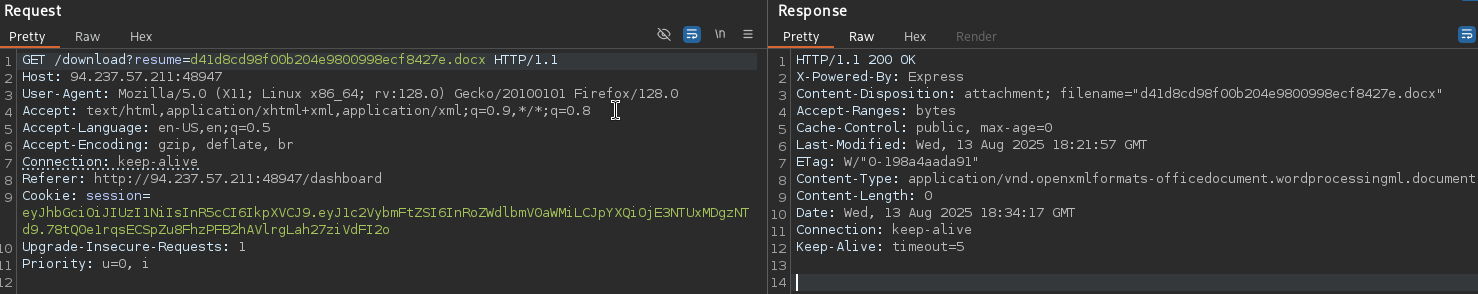 Request
Pretty Raw Hex \n
1 GET /download?resume=d41d8cd98f00b204e9800998ecf8427e.docx HTTP/1.1
2 Host: 94.237.57.211:48947
3 User-Agent: Mozilla/5.0 (X11; Linux x86_64; rv:128.0) Gecko/20100101 Firefox/128.0
4 Accept: text/html,application/xhtml+xml,application/xml;q=0.9,*/*;q=0.8
5 Accept-Language: en-US,en;q=0.5
6 Accept-Encoding: gzip, deflate, br
7 Connection: keep-alive
8 Referer: http://94.237.57.211:48947/dashboard
9 Cookie: session=
eyJhbGciOiJIUzI1NiIsInR5cCI6IkpXVCJ9.eyJ1c2VybmFtZSI6InRoZWdlbmV0aWMiLCJpYXQiOjE3NTUxMDgzNT
d9.78tQOe1rqsECSpZu8FhzPFB2hAVlrgLah27ziVdFI2o
10 Upgrade-Insecure-Requests: 1
11 Priority: u=0, i
12
Response
Pretty Raw Hex Render
1 HTTP/1.1 200 OK
2 X-Powered-By: Express
3 Content-Disposition: attachment; filename="d41d8cd98f00b204e9800998ecf8427e.docx"
4 Accept-Ranges: bytes
5 Cache-Control: public, max-age=0
6 Last-Modified: Wed, 13 Aug 2025 18:21:57 GMT
7 ETag: W/"0-198a4aada91"
8 Content-Type: application/vnd.openxmlformats-officedocument.wordprocessingml.document
9 Content-Length: 0
10 Date: Wed, 13 Aug 2025 18:34:17 GMT
11 Connection: keep-alive
12 Keep-Alive: timeout=5
13
14